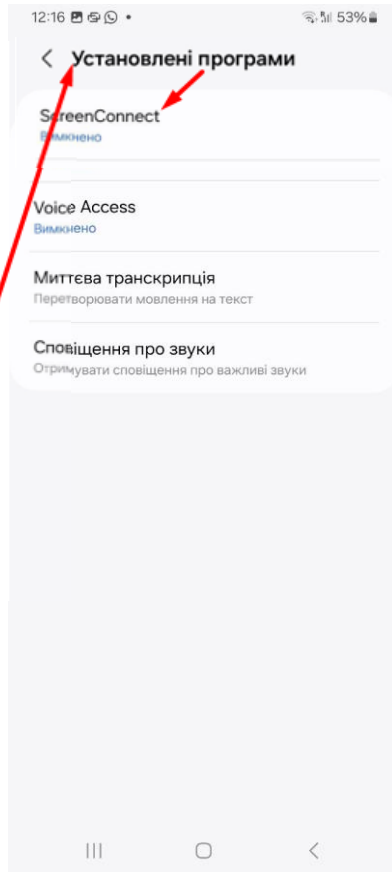 12:16 53%
Установлені програми
ScreenConnect
Вимкнено
Voice Access
Вимкнено
Миттєва транскрипція
Перетворювати мовлення на текст
Сповіщення про звуки
Отримувати сповіщення про важливі звуки